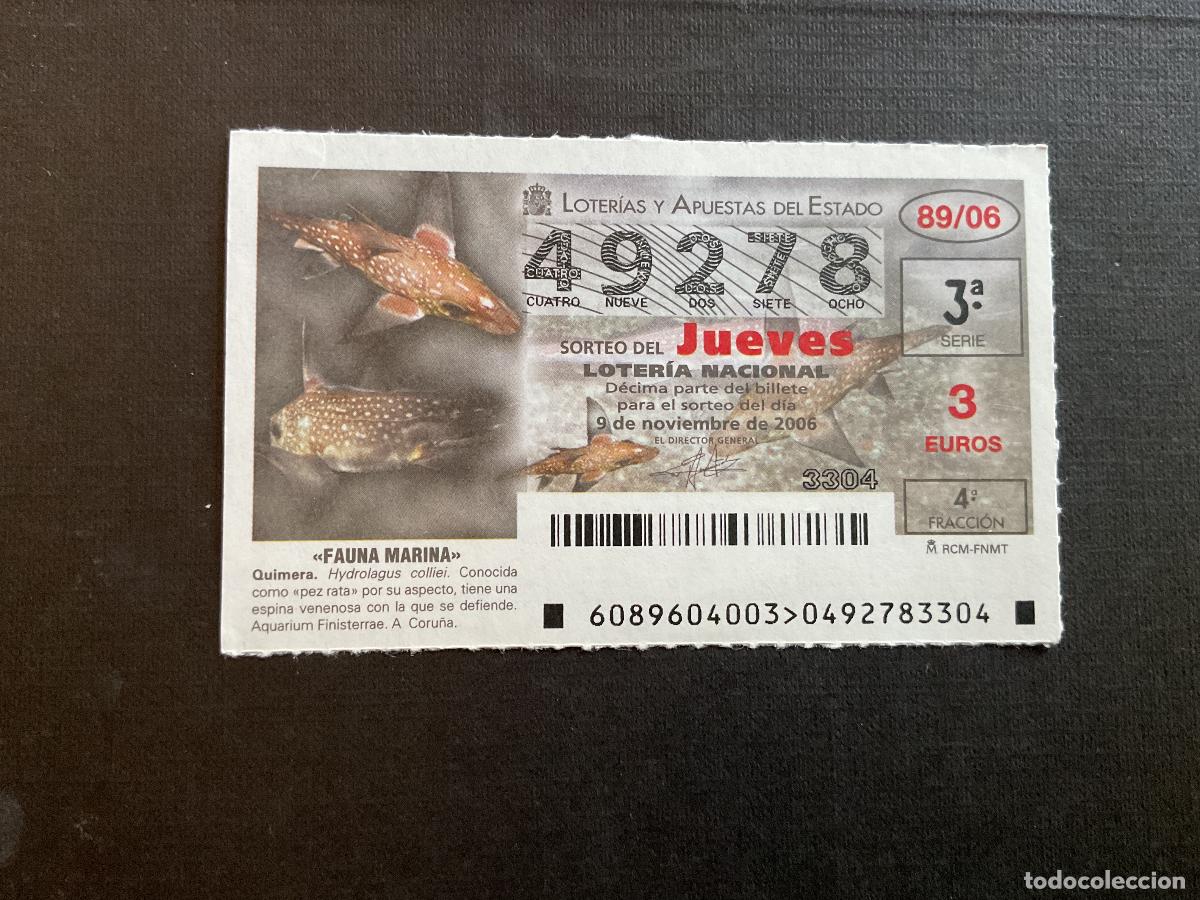 LOTERÍAS Y APUESTAS DEL ESTADO
89/06
49278
CUATRO NUEVE DOS SIETE OCHO
3.ª
SERIE
SORTEO DEL Jueves
LOTERÍA NACIONAL
Décima parte del billete
para el sorteo del día
9 de noviembre de 2006
EL DIRECTOR GENERAL
3
EUROS
3304
4ª
FRACCIÓN
RCM-FNMT
«FAUNA MARINA»
Quimera. Hydrolagus colliei. Conocida
como «pez rata» por su aspecto, tiene una
espina venenosa con la que se defiende.
Aquarium Finisterrae. A Coruña.
6089604003>0492783304
todocoleccion